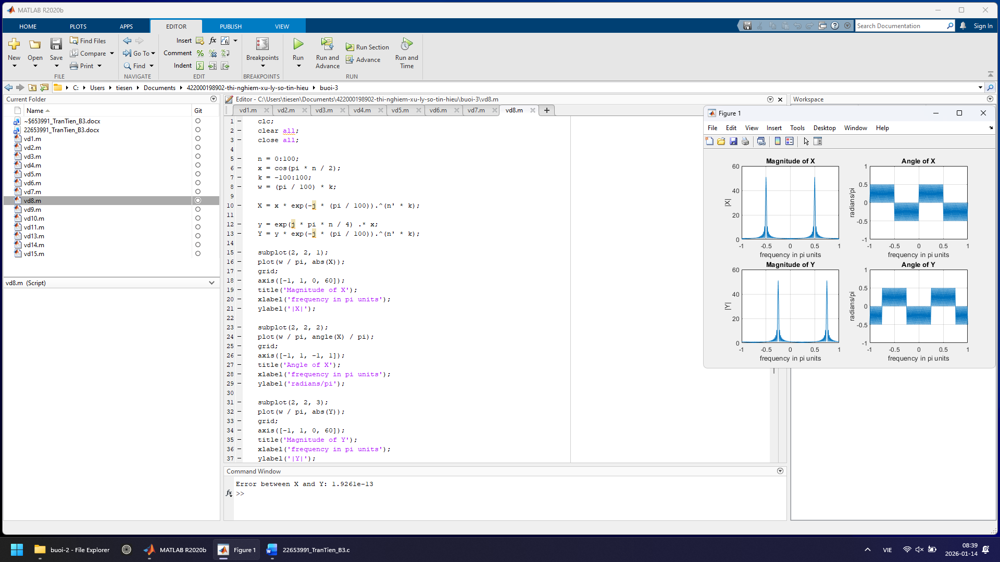 MATLAB R2020b
HOME PLOTS APPS EDITOR PUBLISH VIEW
Search Documentation
Sign In
New
Open
Save
Find Files
Compare
Print
FILE
Go To
Find
NAVIGATE
Insert
Comment
Indent
EDIT
Breakpoints
BREAKPOINTS
Run
Run and Advance
Run Section
Advance
Run and Time
RUN
C: Users tiesen Documents 422000198902-thi-nghiem-xu-ly-so-tin-hieu buoi-3
Current Folder
Name Git
~$653991_TranTien_B3.docx
22653991_TranTien_B3.docx
vd1.m
vd2.m
vd3.m
vd4.m
vd5.m
vd6.m
vd7.m
vd8.m
vd9.m
vd10.m
vd11.m
vd13.m
vd14.m
vd15.m
vd8.m (Script)
Editor - C:\Users\tiesen\Documents\422000198902-thi-nghiem-xu-ly-so-tin-hieu\buoi-3\vd8.m
vd1.m vd2.m vd3.m vd4.m vd5.m vd6.m vd7.m vd8.m
1 clc;
2 clear all;
3 close all;
4
5 n = 0:100;
6 x = cos(pi * n / 2);
7 k = -100:100;
8 w = (pi / 100) * k;
9
10 X = x * exp(-j * (pi / 100)).^(n' * k);
11
12 y = exp(j * pi * n / 4) .* x;
13 Y = y * exp(-j * (pi / 100)).^(n' * k);
14
15 subplot(2, 2, 1);
16 plot(w / pi, abs(X));
17 grid;
18 axis([-1, 1, 0, 60]);
19 title('Magnitude of X');
20 xlabel('frequency in pi units');
21 ylabel('|X|');
22
23 subplot(2, 2, 2);
24 plot(w / pi, angle(X) / pi);
25 grid;
26 axis([-1, 1, -1, 1]);
27 title('Angle of X');
28 xlabel('frequency in pi units');
29 ylabel('radians/pi');
30
31 subplot(2, 2, 3);
32 plot(w / pi, abs(Y));
33 grid;
34 axis([-1, 1, 0, 60]);
35 title('Magnitude of Y');
36 xlabel('frequency in pi units');
37 ylabel('|Y|');
Command Window
Error between X and Y: 1.9261e-13
fx >>
Workspace
Figure 1
File Edit View Insert Tools Desktop Window Help
Magnitude of X
60
40
20
0
|X|
-1 -0.5 0 0.5 1
frequency in pi units
Angle of X
1
0.5
0
-0.5
-1
radians/pi
-1 -0.5 0 0.5 1
frequency in pi units
Magnitude of Y
60
40
20
0
|Y|
-1 -0.5 0 0.5 1
frequency in pi units
Angle of Y
1
0.5
0
-0.5
-1
radians/pi
-1 -0.5 0 0.5 1
frequency in pi units
buoi-2 - File Explorer
MATLAB R2020b
Figure 1
22653991_TranTien_B3.c
VIE
08:39
2026-01-14